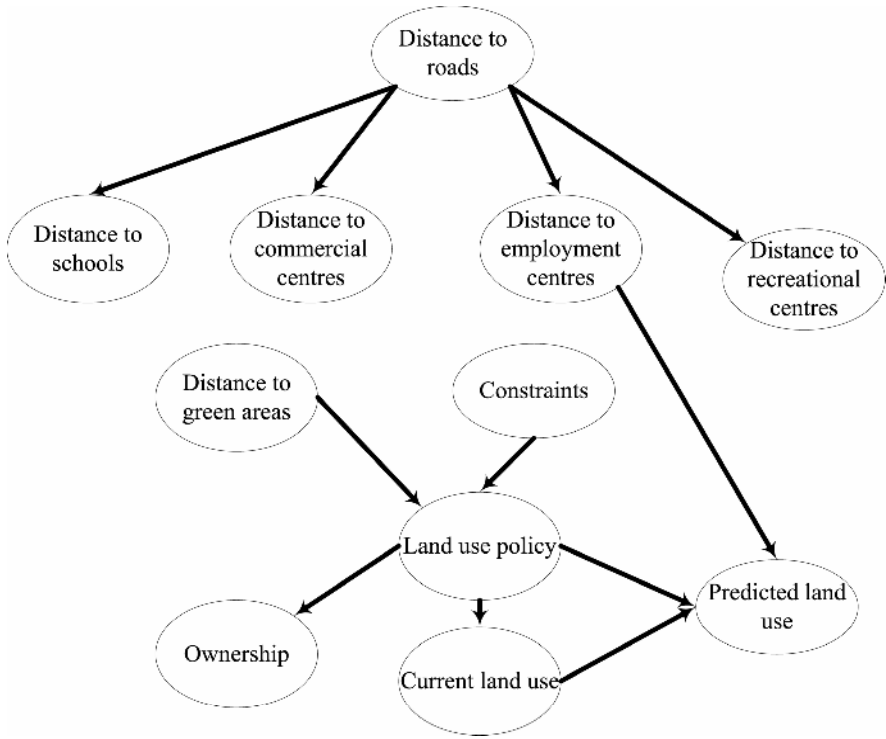 Distance to
roads
Distance to
schools
Distance to
commercial
centres
Distance to
employment
centres
Distance to
recreational
centres
Distance to
green areas
Constraints
Land use policy
Predicted land
use
Ownership
Current land use